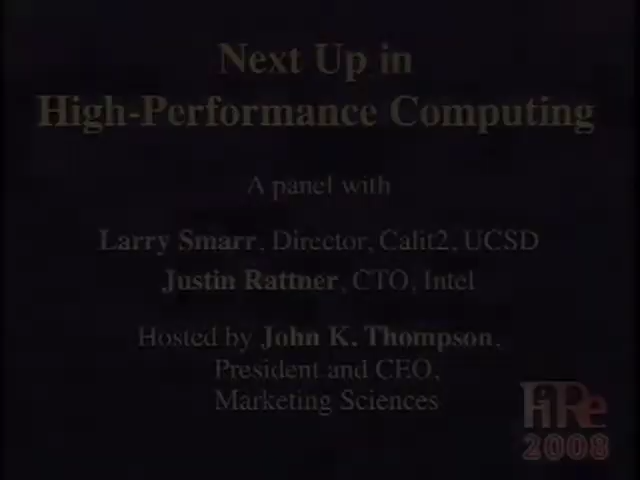 Next Up in
High-Performance Computing
A panel with
Larry Smarr, Director, Calit2, UCSD
Justin Rattner, CTO, Intel
Hosted by John K. Thompson,
President and CEO,
Marketing Sciences
FiRe
2008